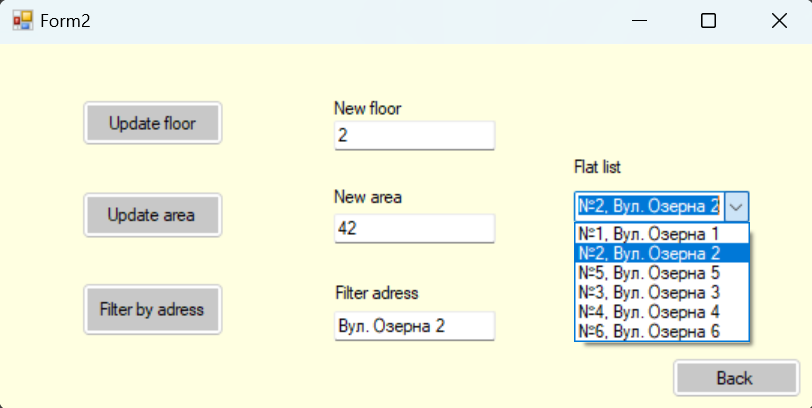 Form2
Update floor
New floor
2
Flat list
Update area
New area
42
№2, Вул. Озерна 2
№1, Вул. Озерна 1
№2, Вул. Озерна 2
№5, Вул. Озерна 5
№3, Вул. Озерна 3
№4, Вул. Озерна 4
№6, Вул. Озерна 6
Filter by adress
Filter adress
Вул. Озерна 2
Back